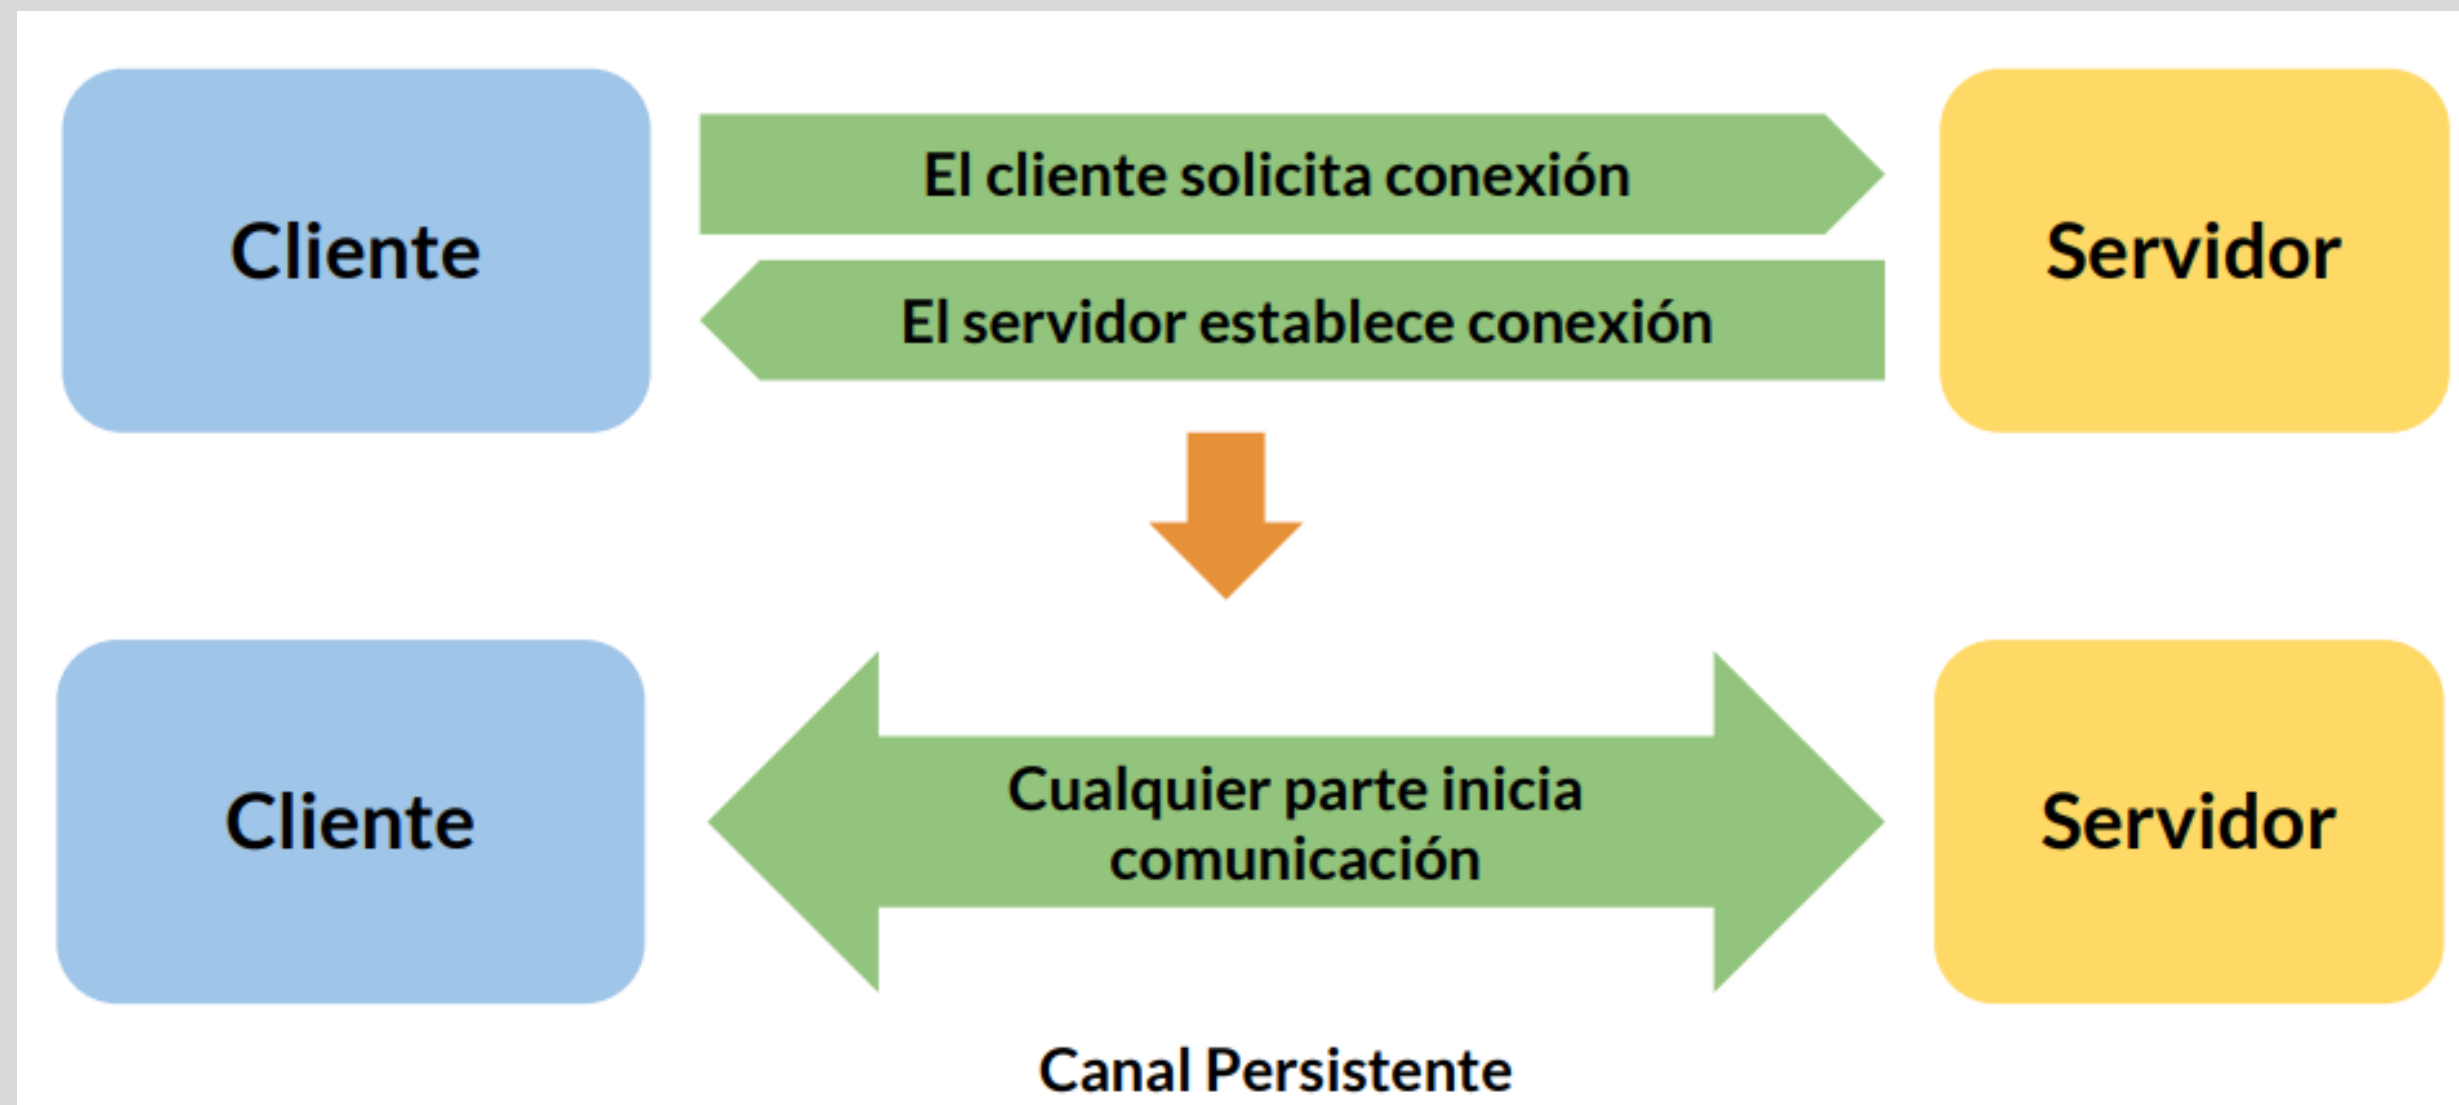 Cliente
El cliente solicita conexión
El servidor establece conexión
Servidor
Cliente
Cualquier parte inicia
comunicación
Servidor
Canal Persistente